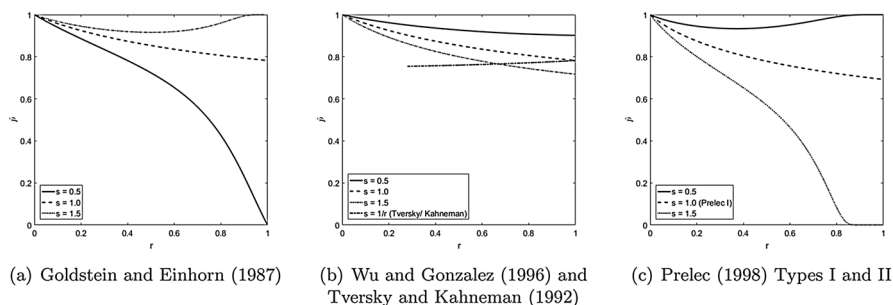 1
0.8
0.6
0.4
0.2
0
p̂
s = 0.5
s = 1.0
s = 1.5
0 0.2 0.4 0.6 0.8 1
r
(a) Goldstein and Einhorn (1987)
1
0.8
0.6
0.4
0.2
0
p̂
s = 0.5
s = 1.0
s = 1.5
s = 1/r (Tversky/ Kahneman)
0 0.2 0.4 0.6 0.8 1
r
(b) Wu and Gonzalez (1996) and
Tversky and Kahneman (1992)
1
0.8
0.6
0.4
0.2
0
p̂
s = 0.5
s = 1.0 (Prelec I)
s = 1.5
0 0.2 0.4 0.6 0.8 1
r
(c) Prelec (1998) Types I and II